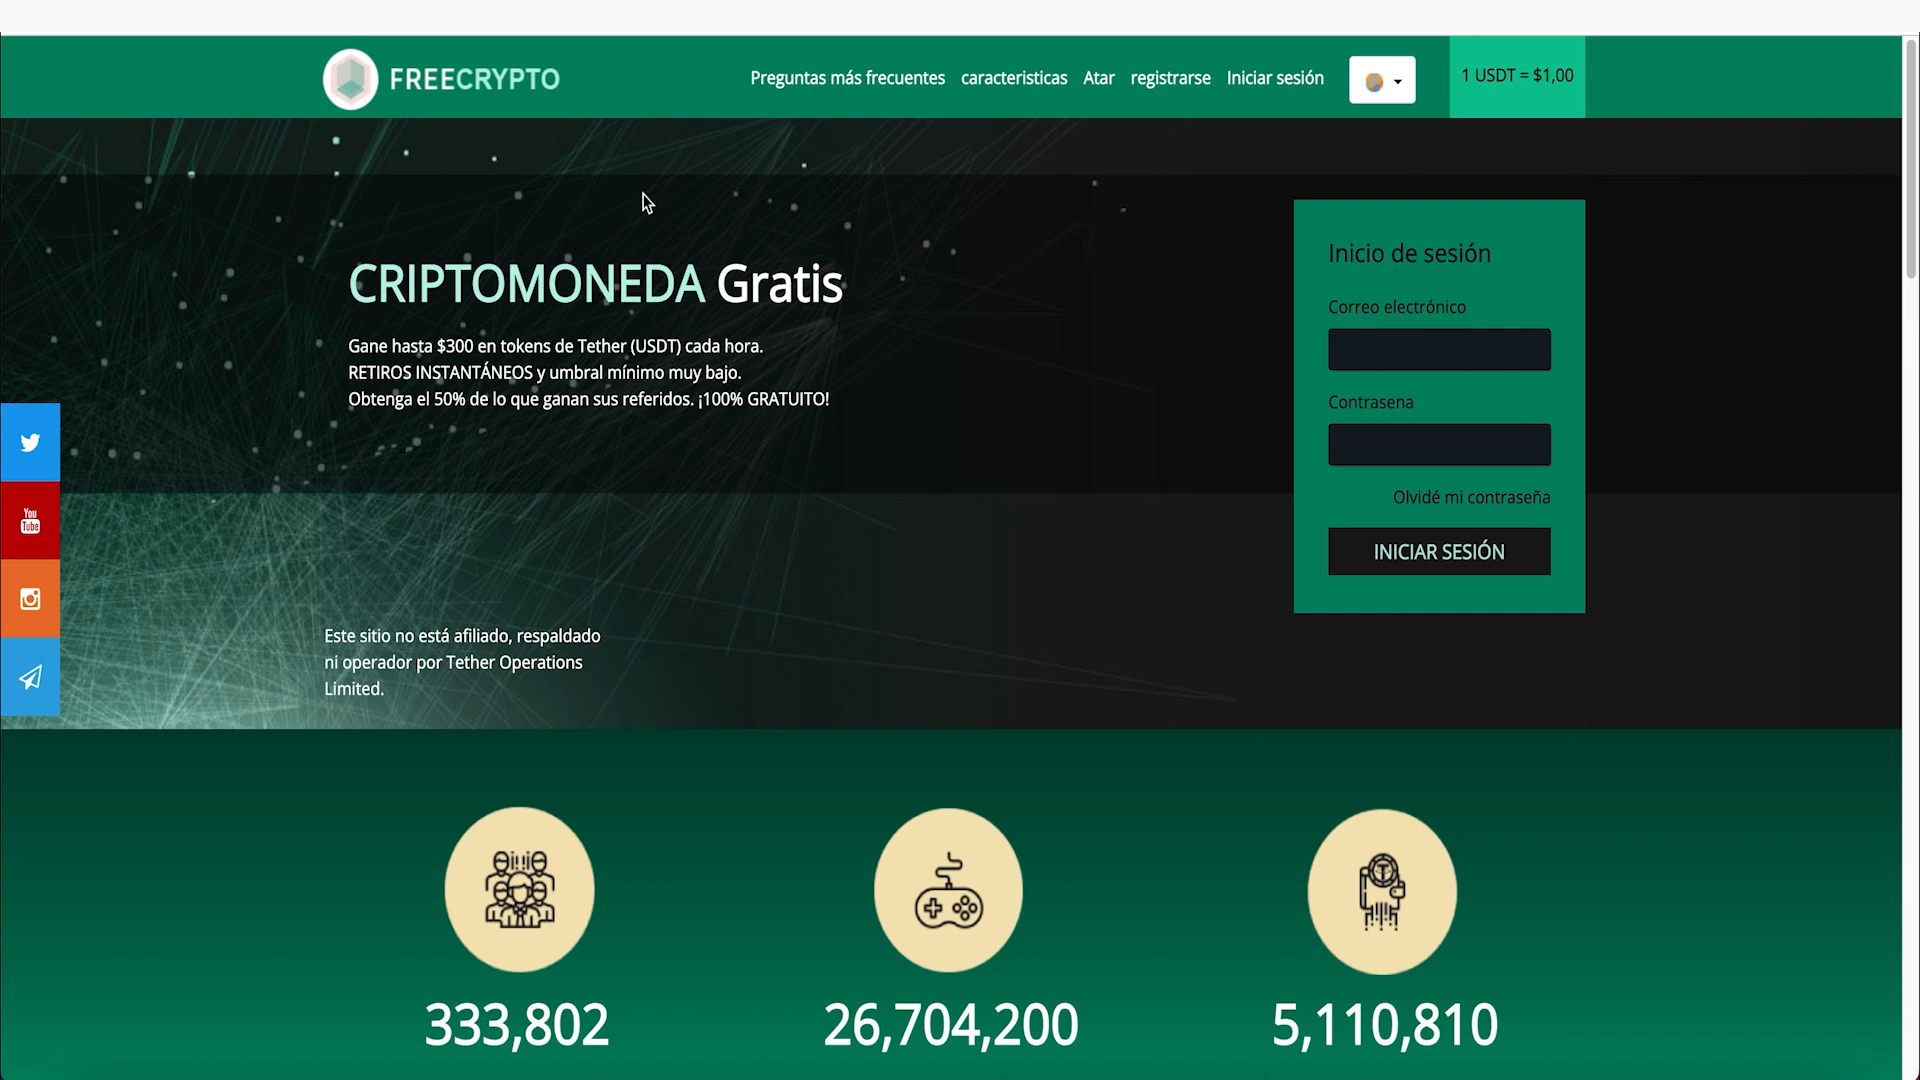 FREECRYPTO
Preguntas más frecuentes caracteristicas Atar registrarse Iniciar sesión
1 USDT = $1,00
CRIPTOMONEDA Gratis
Gane hasta $300 en tokens de Tether (USDT) cada hora.
RETIROS INSTANTÁNEOS y umbral mínimo muy bajo.
Obtenga el 50% de lo que ganan sus referidos. ¡100% GRATUITO!
Inicio de sesión
Correo electrónico
Contrasena
Olvidé mi contraseña
INICIAR SESIÓN
You
Tube
Este sitio no está afiliado, respaldado
ni operador por Tether Operations
Limited.
333,802
26,704,200
5,110,810